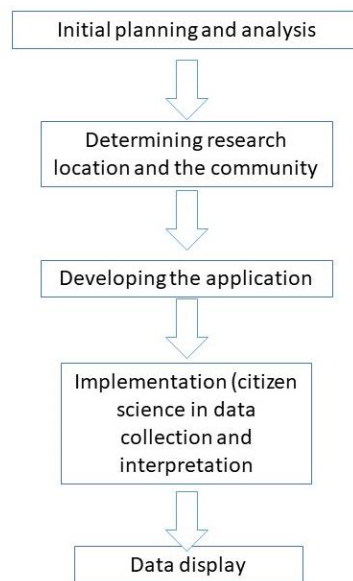 Initial planning and analysis
Determining research
location and the community
Developing the application
Implementation (citizen
science in data
collection and
interpretation
Data display